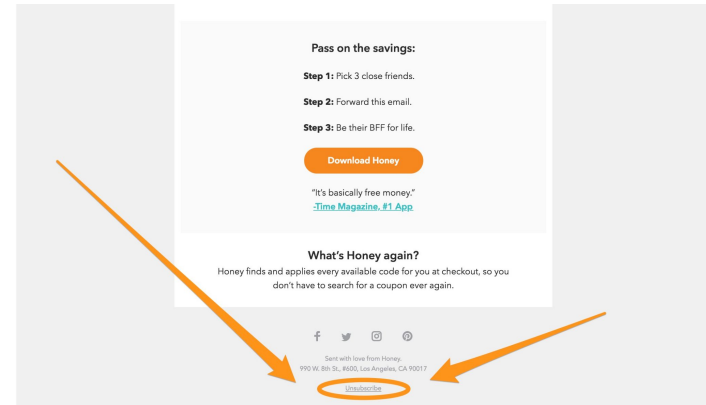 Pass on the savings:
Step 1: Pick 3 close friends.
Step 2: Forward this email.
Step 3: Be their BFF for life.
Download Honey
“It’s basically free money.”
-Time Magazine, #1 App
What’s Honey again?
Honey finds and applies every available code for you at checkout, so you
don’t have to search for a coupon ever again.
Sent with love from Honey.
990 W. 8th St., #600, Los Angeles, CA 90017
Unsubscribe